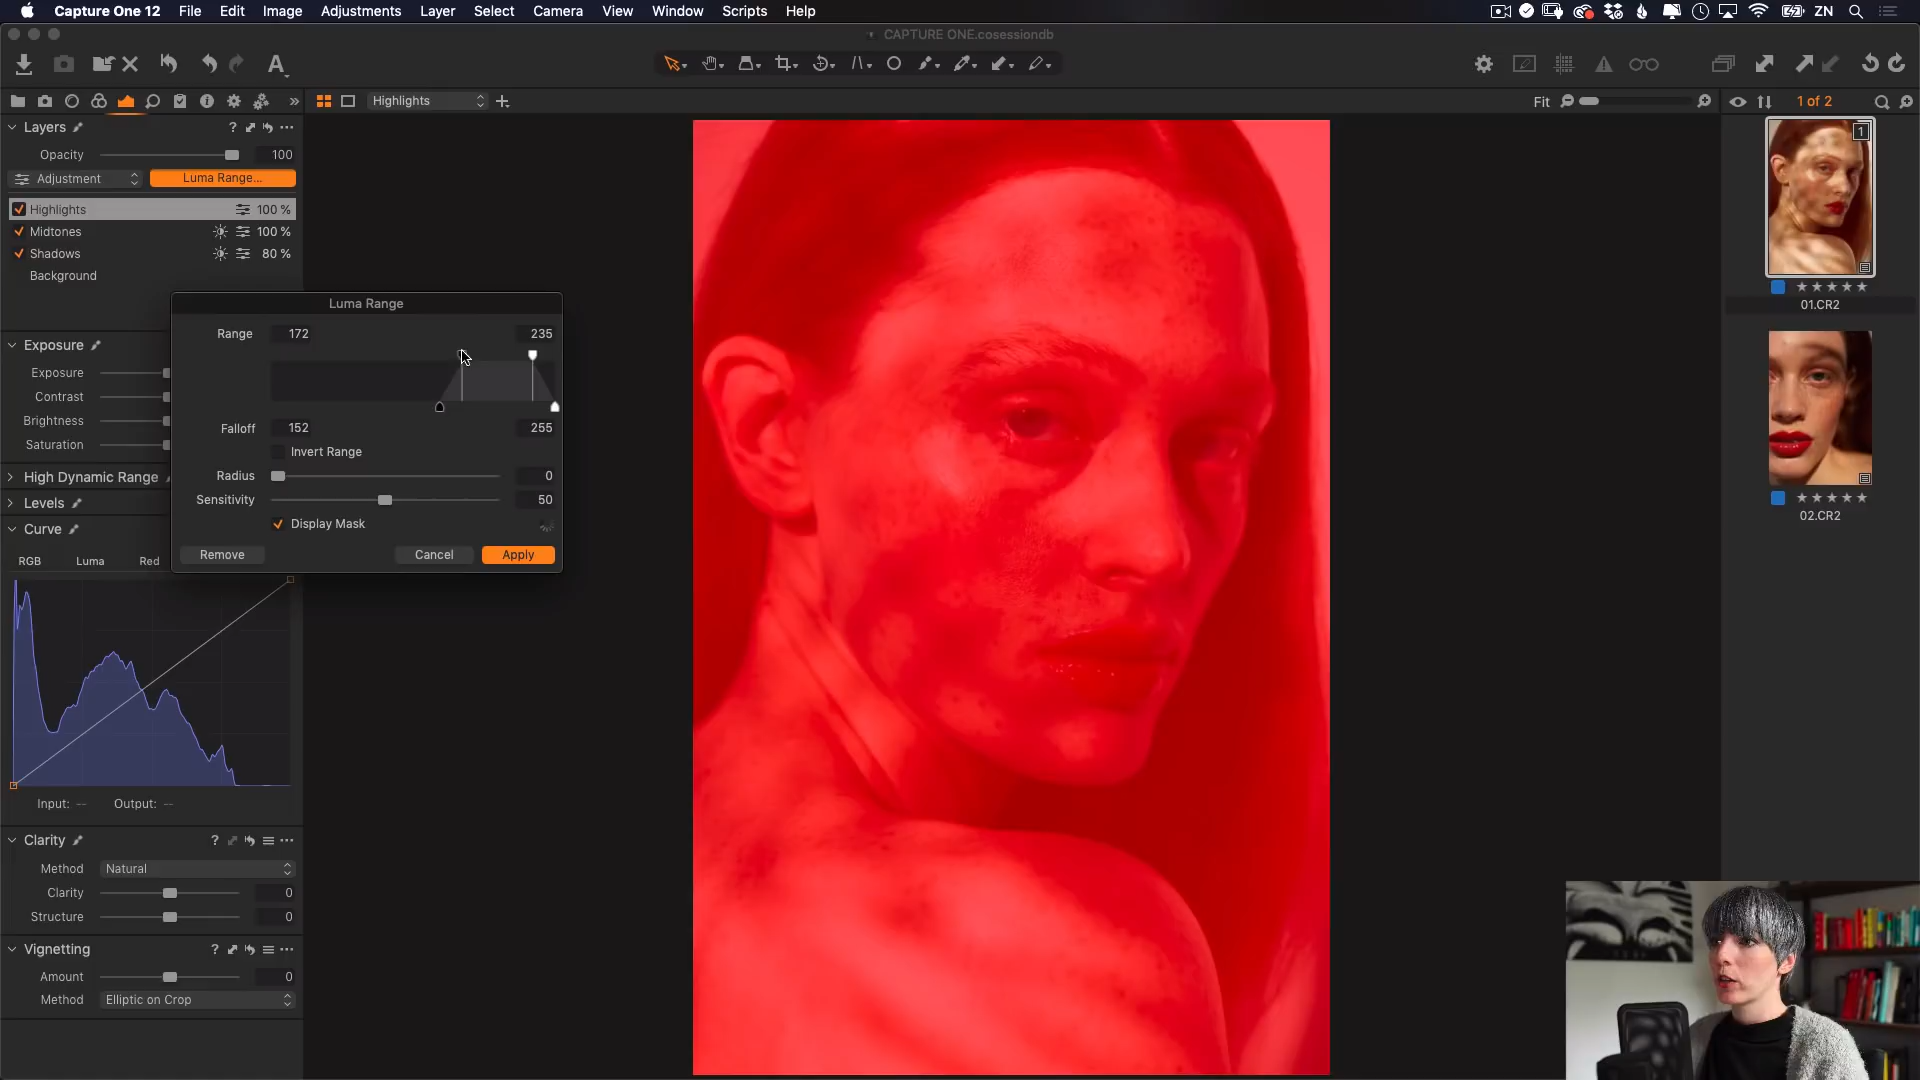 Capture One 12 File Edit Image Adjustments Layer Select Camera View Window Scripts Help ZN
CAPTURE ONE.cosessiondb
A
Highlights
Fit
1 of 2
Layers ?
Opacity 100
Adjustment Luma Range...
Highlights 100 %
Midtones 100 %
Shadows 80 %
Background
Luma Range
Range 172 235
Falloff 152 255
Invert Range
Radius 0
Sensitivity 50
Display Mask
Remove Cancel Apply
Exposure
Exposure
Contrast
Brightness
Saturation
High Dynamic Range
Levels
Curve
RGB Luma Red
Input: -- Output: --
Clarity ?
Method Natural
Clarity 0
Structure 0
Vignetting ?
Amount 0
Method Elliptic on Crop
1
01.CR2
02.CR2